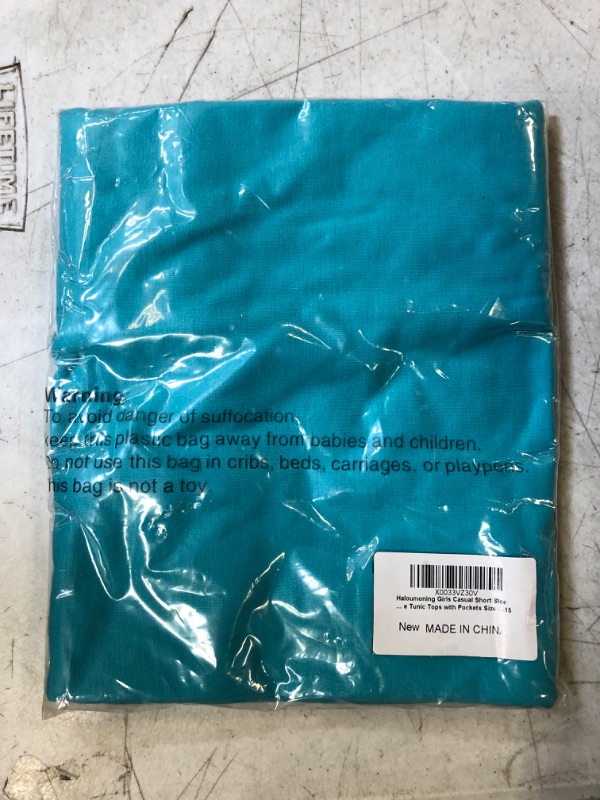 LIFETIME
Warning
To avoid danger of suffocation,
keep this plastic bag away from babies and children.
Do not use this bag in cribs, beds, carriages, or playpens.
This bag is not a toy.
X0033VZ30V
Haloumoning Girls Casual Short Slee
... e Tunic Tops with Pockets Size 15
New MADE IN CHINA